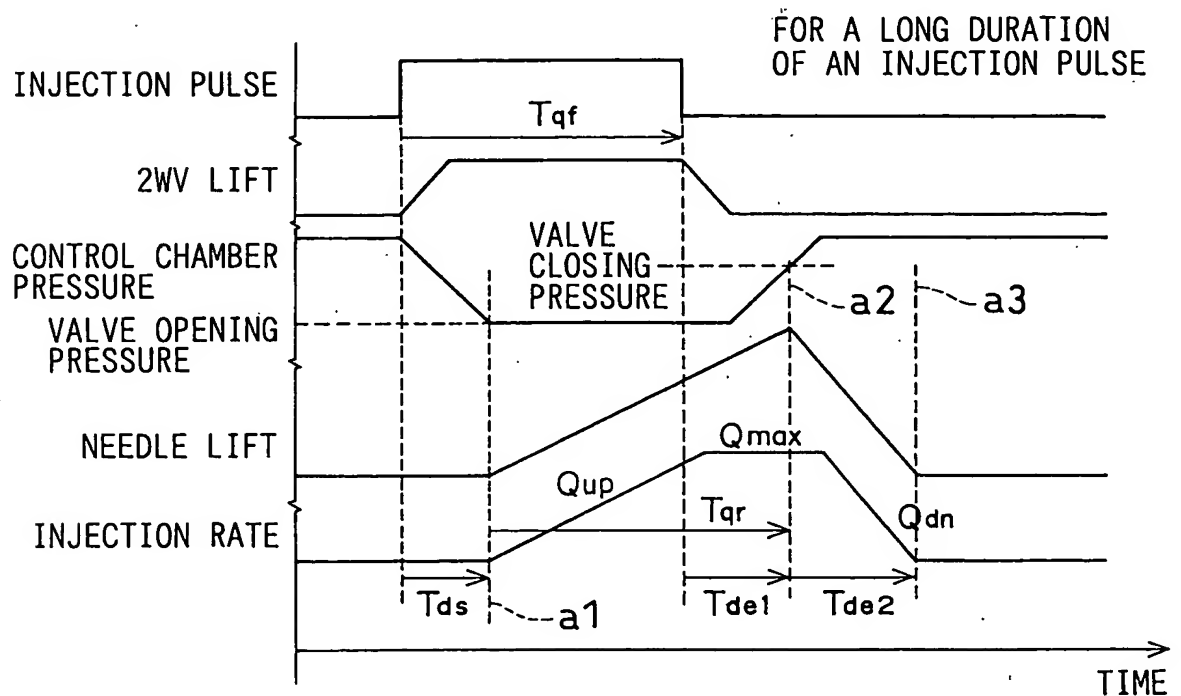 FOR A LONG DURATION
OF AN INJECTION PULSE
INJECTION PULSE
Tqf
2WV LIFT
CONTROL CHAMBER
PRESSURE
VALVE
CLOSING
PRESSURE
a2
a3
VALVE OPENING
PRESSURE
NEEDLE LIFT
Qmax
Qup
Tqr
Qdn
INJECTION RATE
Tds
a1
Tde1
Tde2
TIME